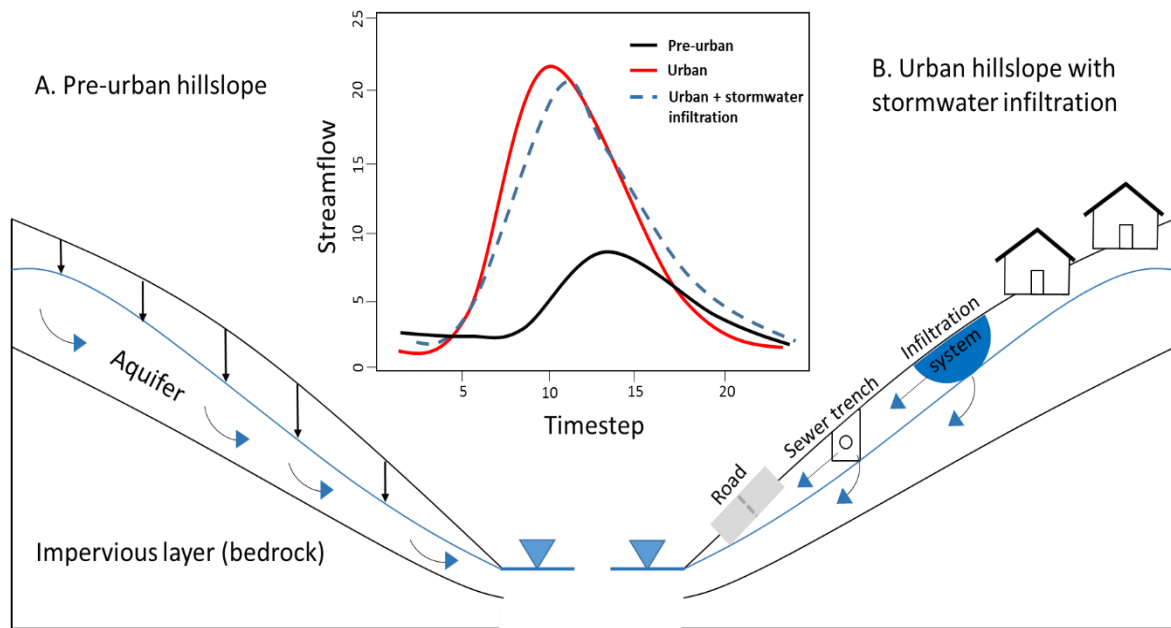 A. Pre-urban hillslope
Streamflow
25
20
15
10
5
0
5
10
15
20
Timestep
Pre-urban
Urban
Urban + stormwater
infiltration
B. Urban hillslope with
stormwater infiltration
Aquifer
Impervious layer (bedrock)
Infiltration
system
Sewer trench
Road